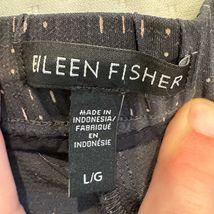 EILEEN FISHER
MADE IN
INDONESIA/
FABRIQUÉ
EN
INDONÉSIE
L/G